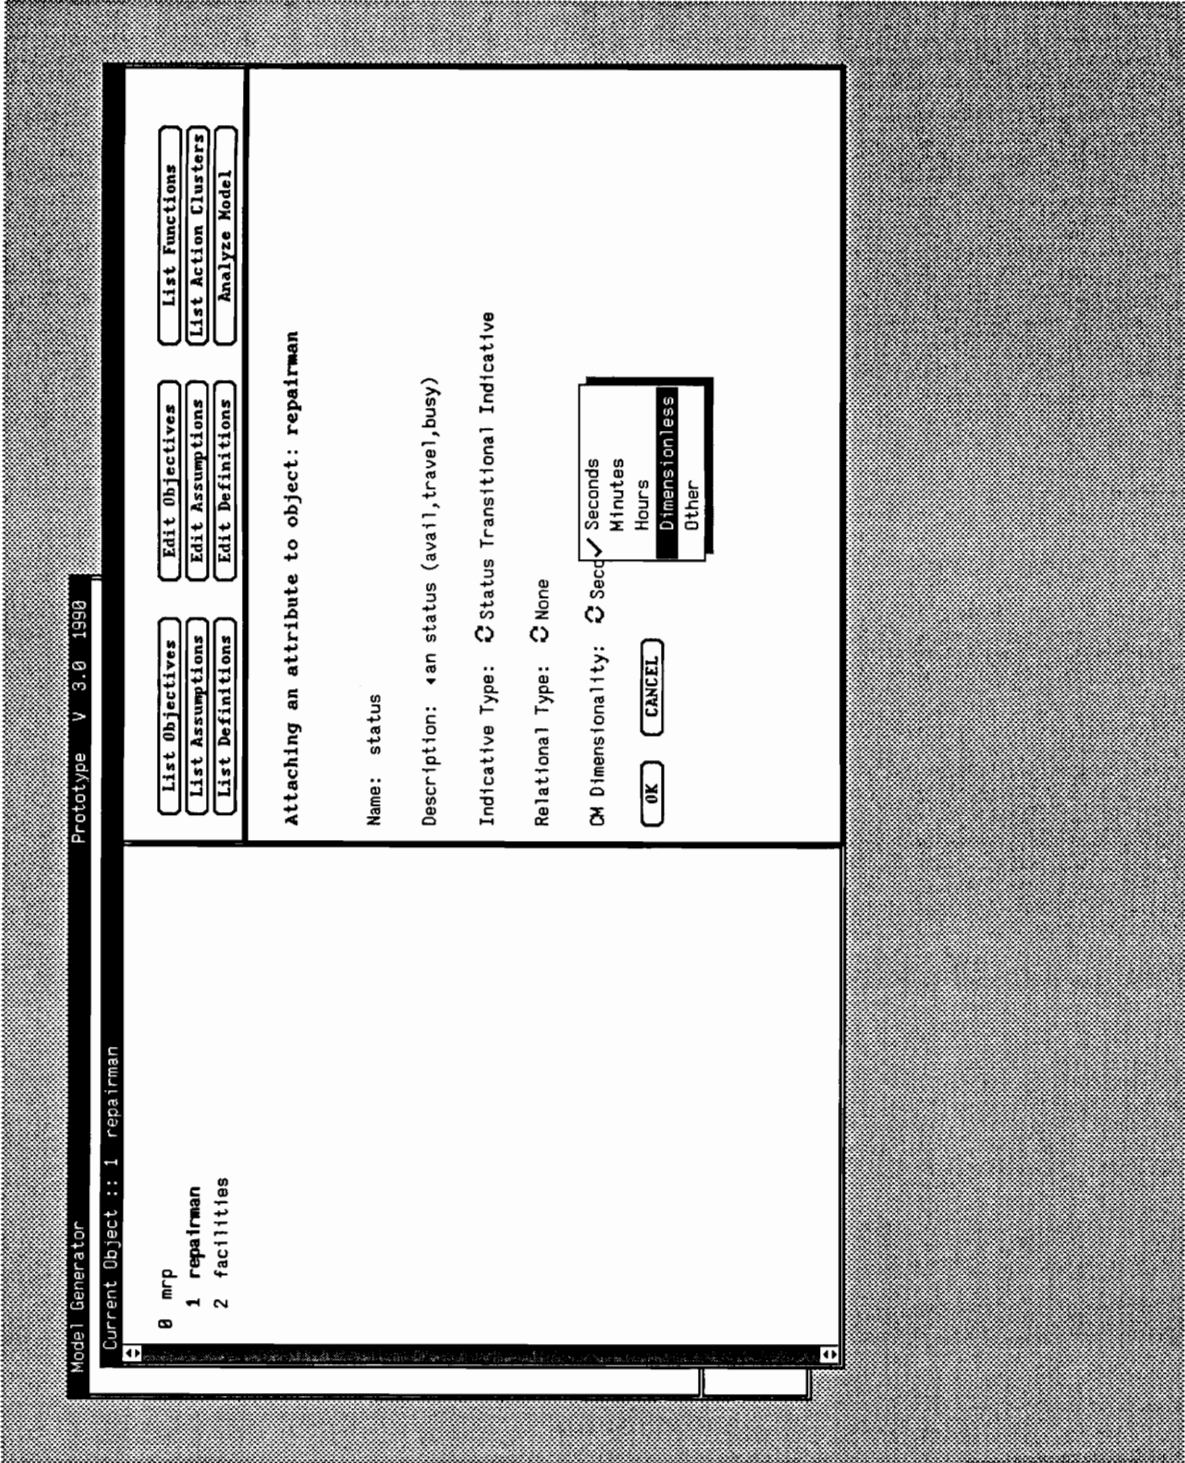 Model Generator Prototype V 3.0 1990
Current Object :: 1 repairman
0 mrp
1 repairman
2 facilities
List Objectives Edit Objectives List Functions
List Assumptions Edit Assumptions List Action Clusters
List Definitions Edit Definitions Analyze Model
Attaching an attribute to object: repairman
Name: status
Description: an status (avail,travel,busy)
Indicative Type: Status Transitional Indicative
Relational Type: None
CM Dimensionality: Seco
✓ Seconds
Minutes
Hours
Dimensionless
Other
OK CANCEL